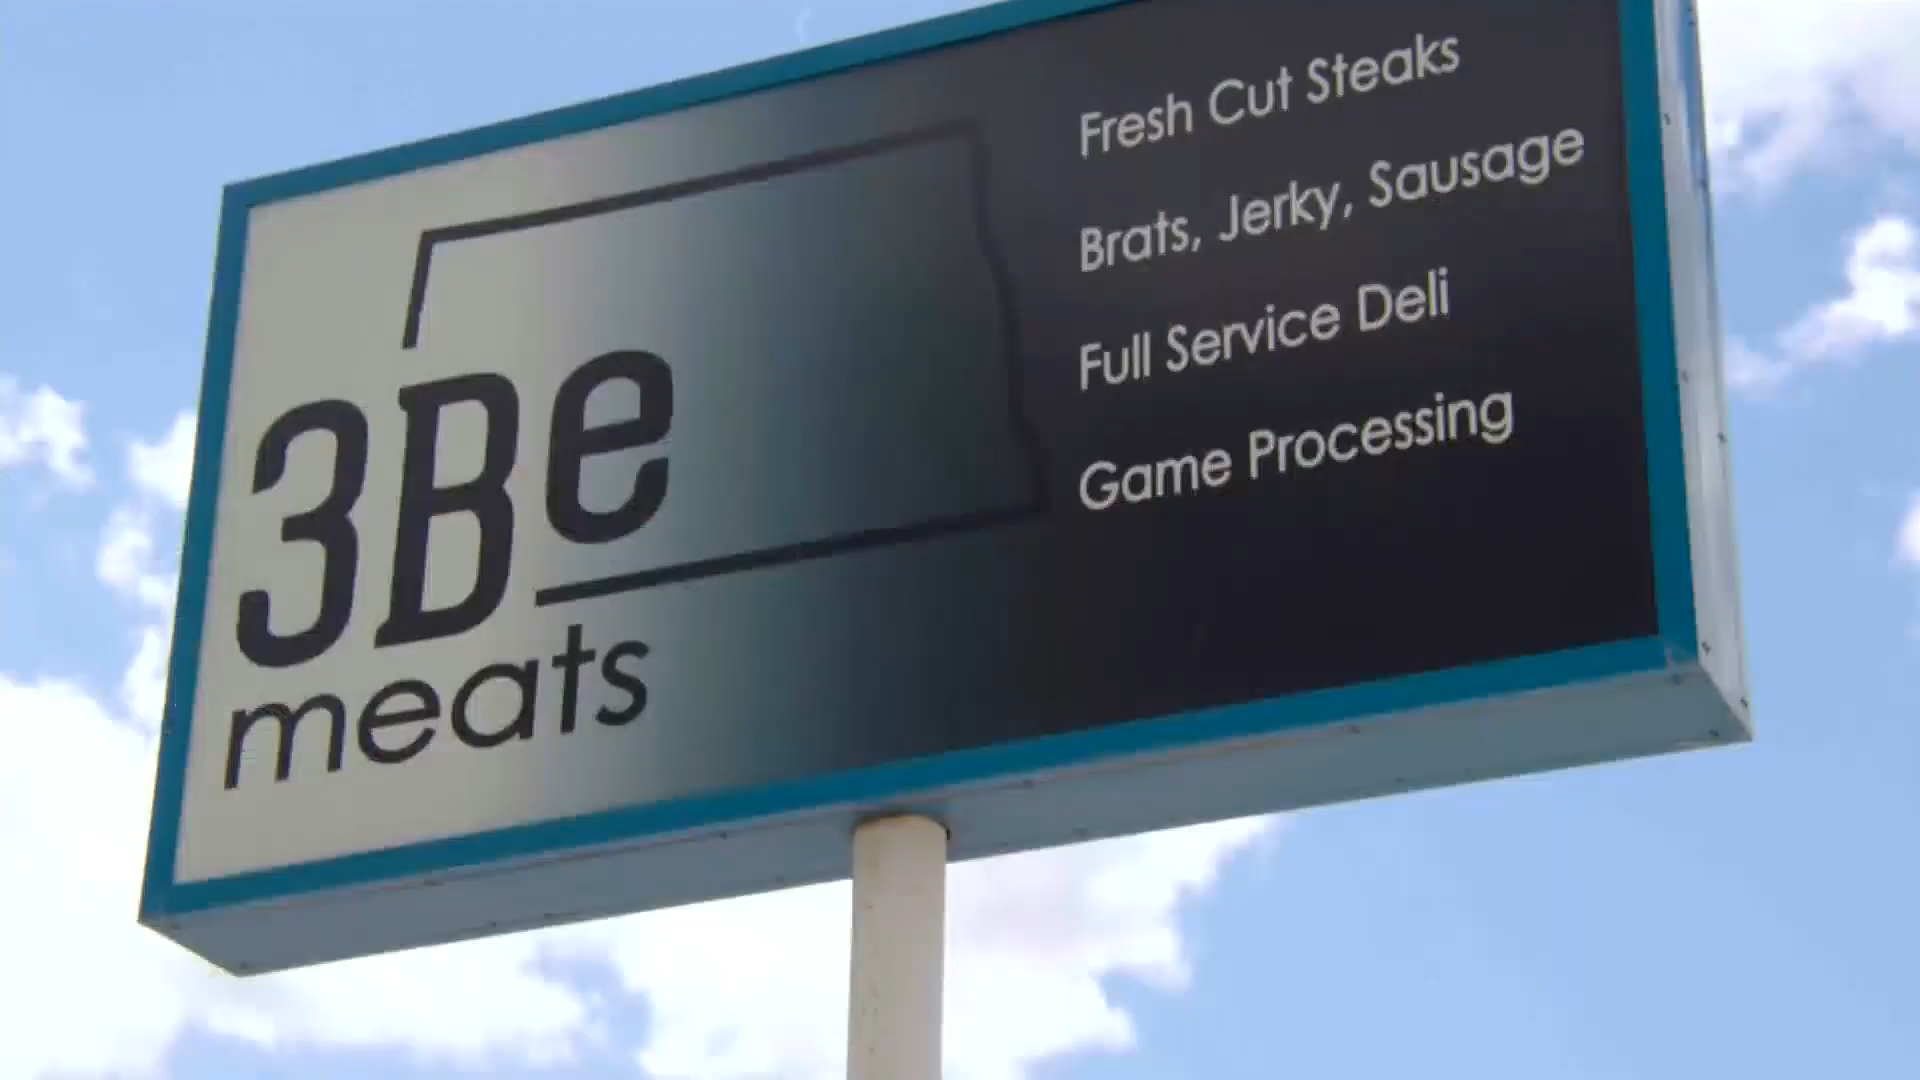 3Be
meats
Fresh Cut Steaks
Brats, Jerky, Sausage
Full Service Deli
Game Processing